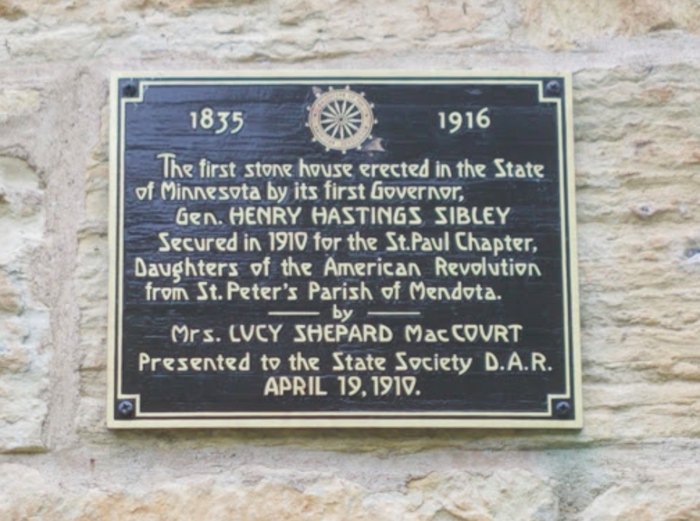 1835 1916
The first stone house erected in the State
of Minnesota by its first Governor,
Gen. HENRY HASTINGS SIBLEY
Secured in 1910 for the St. Paul Chapter,
Daughters of the American Revolution
from St. Peter's Parish of Mendota.
by
Mrs. LUCY SHEPARD MacCOURT
Presented to the State Society D.A.R.
APRIL 19, 1910.